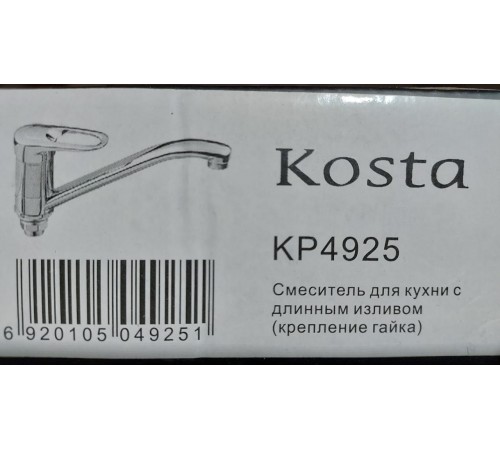 Kosta
KP4925
Смеситель для кухни с
длинным изливом
(крепление гайка)
6 920105 049251